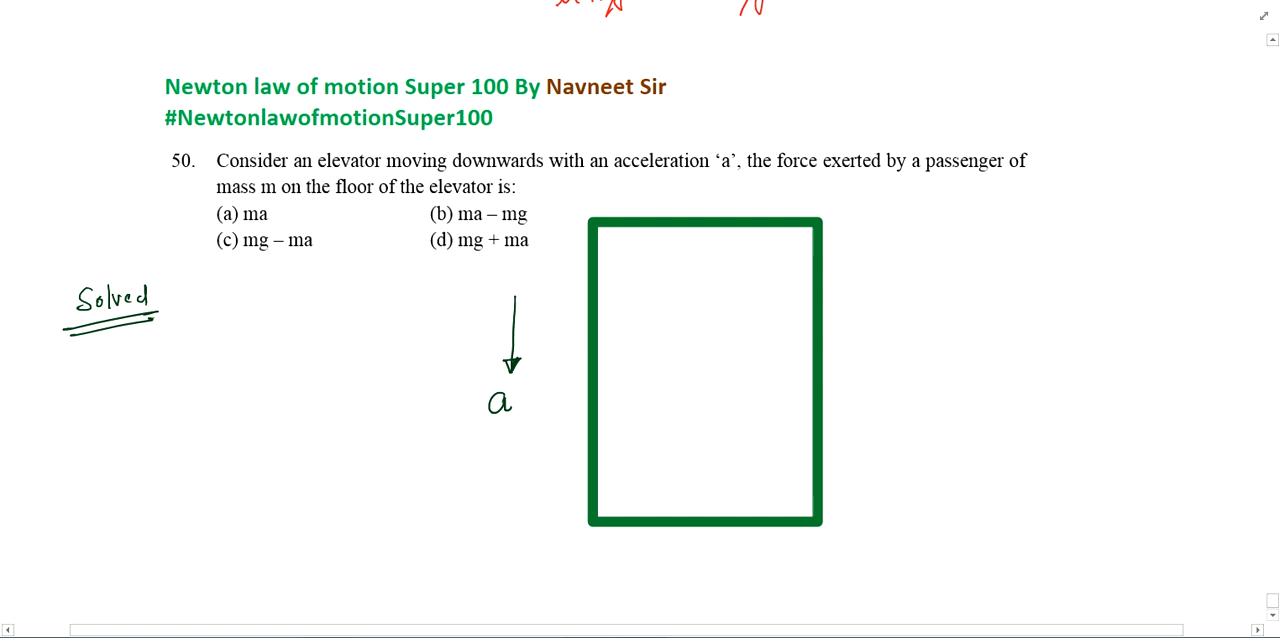 Newton law of motion Super 100 By Navneet Sir
#NewtonlawofmotionSuper100
50. Consider an elevator moving downwards with an acceleration ‘a’, the force exerted by a passenger of
mass m on the floor of the elevator is:
(a) ma (b) ma – mg
(c) mg – ma (d) mg + ma
Solved
a